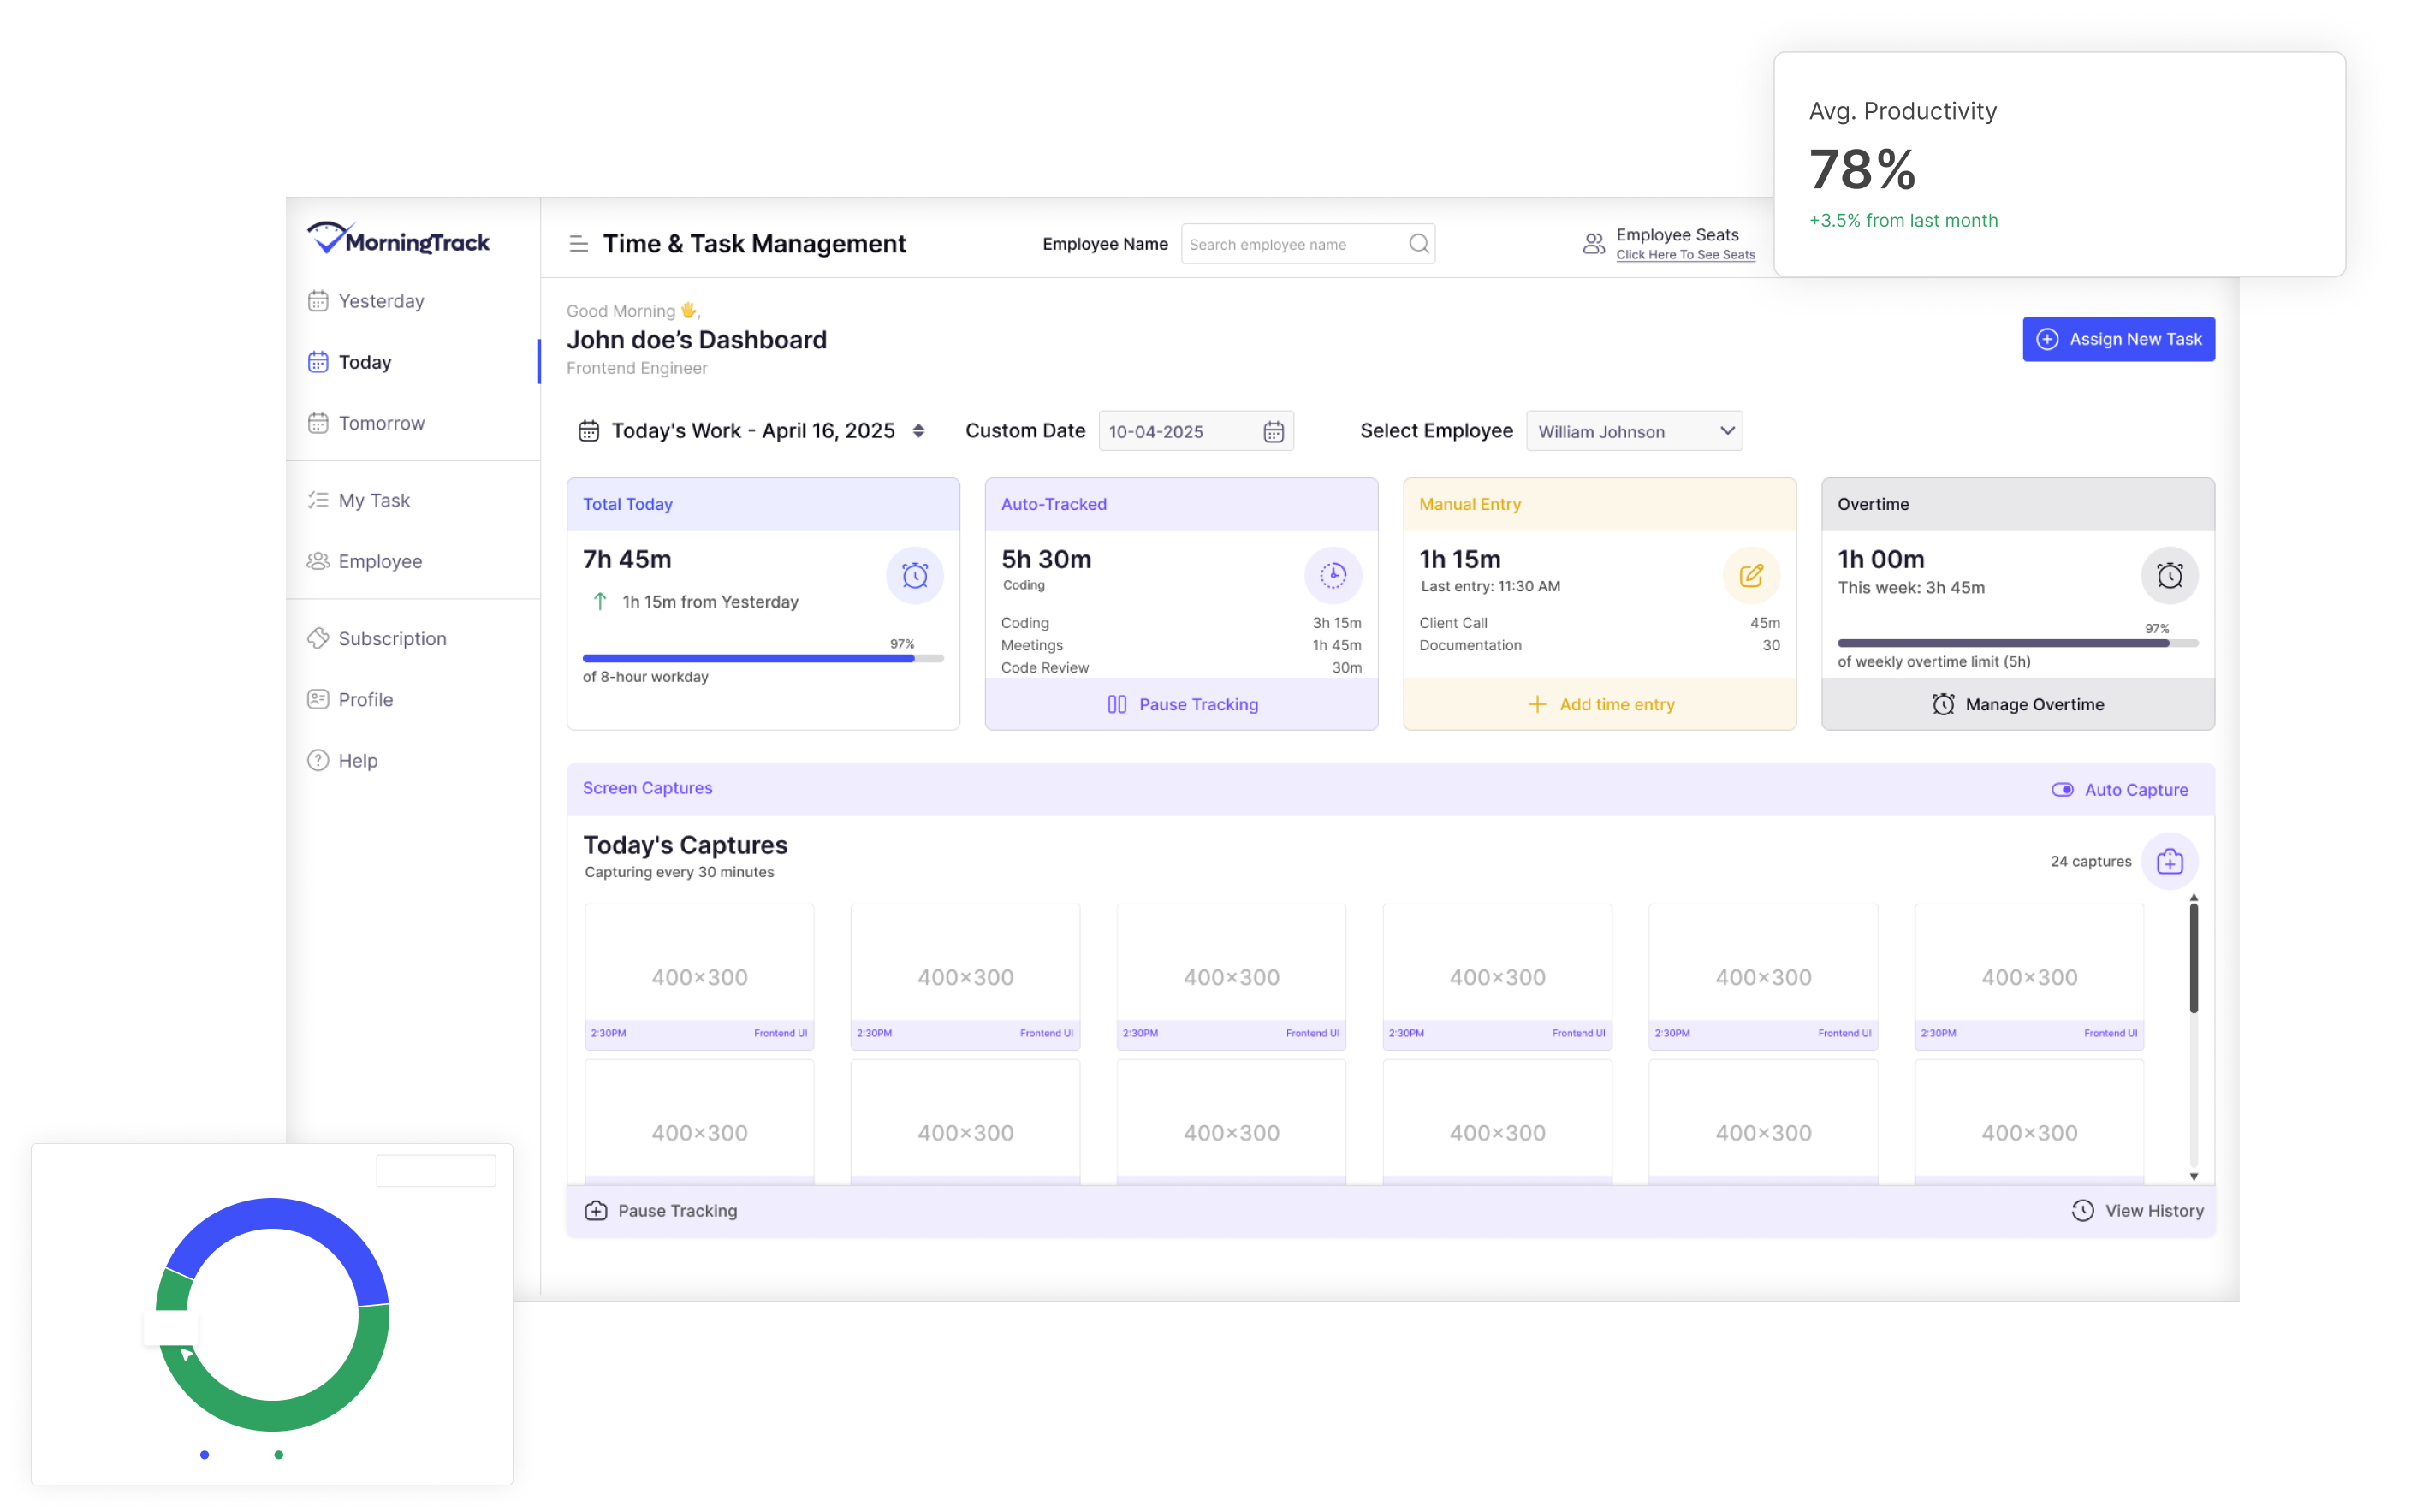 Avg. Productivity
78%
+3.5% from last month
MorningTrack
Time & Task Management
Employee Name
Search employee name
Employee Seats
Click Here To See Seats
Yesterday
Today
Tomorrow
My Task
Employee
Subscription
Profile
Help
Good Morning 🖐,
John doe’s Dashboard
Frontend Engineer
Assign New Task
Today's Work - April 16, 2025
Custom Date
10-04-2025
Select Employee
William Johnson
Total Today
7h 45m
1h 15m from Yesterday
97%
of 8-hour workday
Auto-Tracked
5h 30m
Coding
Coding 3h 15m
Meetings 1h 45m
Code Review 30m
Pause Tracking
Manual Entry
1h 15m
Last entry: 11:30 AM
Client Call 45m
Documentation 30
Add time entry
Overtime
1h 00m
This week: 3h 45m
97%
of weekly overtime limit (5h)
Manage Overtime
Screen Captures
Auto Capture
Today's Captures
Capturing every 30 minutes
24 captures
400×300 400×300 400×300 400×300 400×300 400×300
2:30PM Frontend UI 2:30PM Frontend UI 2:30PM Frontend UI 2:30PM Frontend UI 2:30PM Frontend UI 2:30PM Frontend UI
400×300 400×300 400×300 400×300 400×300 400×300
Pause Tracking
View History